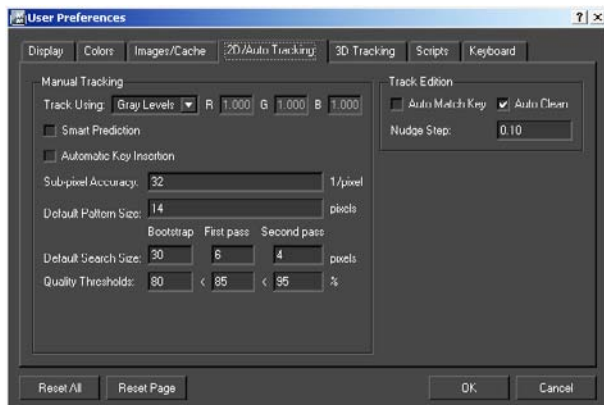 User Preferences
Display Colors Images/Cache 2D/Auto Tracking 3D Tracking Scripts Keyboard
Manual Tracking
Track Using: Gray Levels R 1.000 G 1.000 B 1.000
Smart Prediction
Automatic Key Insertion
Sub-pixel Accuracy: 32 1/pixel
Default Pattern Size: 14 pixels
Bootstrap First pass Second pass
Default Search Size: 30 6 4 pixels
Quality Thresholds: 80 < 85 < 95 %
Track Edition
Auto Match Key Auto Clean
Nudge Step: 0.10
Reset All Reset Page OK Cancel